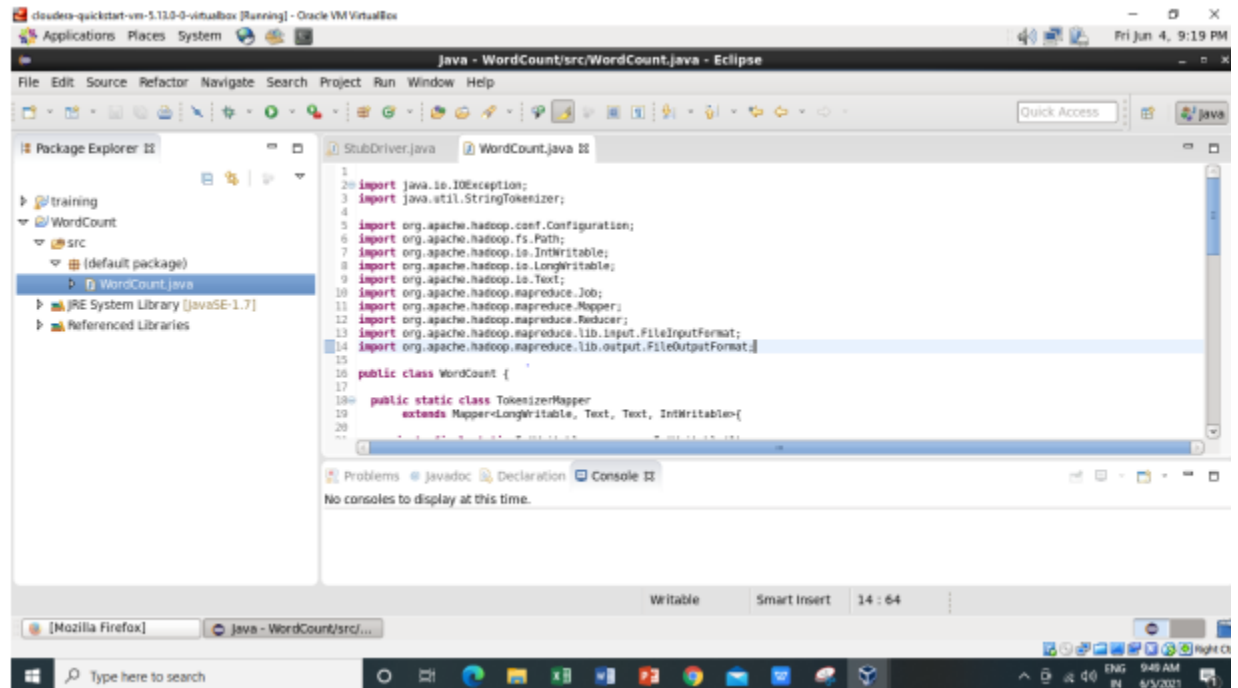 cloudera-quickstart-vm-5.13.0-0-virtualbox [Running] - Oracle VM VirtualBox
Applications Places System Fri Jun 4, 9:19 PM
Java - WordCount/src/WordCount.java - Eclipse
File Edit Source Refactor Navigate Search Project Run Window Help
Quick Access Java
Package Explorer StubDriver.java WordCount.java
training
WordCount
src
(default package)
WordCount.java
JRE System Library [JavaSE-1.7]
Referenced Libraries
1
2 import java.io.IOException;
3 import java.util.StringTokenizer;
4
5 import org.apache.hadoop.conf.Configuration;
6 import org.apache.hadoop.fs.Path;
7 import org.apache.hadoop.io.IntWritable;
8 import org.apache.hadoop.io.LongWritable;
9 import org.apache.hadoop.io.Text;
10 import org.apache.hadoop.mapreduce.Job;
11 import org.apache.hadoop.mapreduce.Mapper;
12 import org.apache.hadoop.mapreduce.Reducer;
13 import org.apache.hadoop.mapreduce.lib.input.FileInputFormat;
14 import org.apache.hadoop.mapreduce.lib.output.FileOutputFormat;
15
16 public class WordCount {
17
18 public static class TokenizerMapper
19 extends Mapper<LongWritable, Text, Text, IntWritable>{
20
Problems Javadoc Declaration Console
No consoles to display at this time.
Writable Smart Insert 14 : 64
[Mozilla Firefox] Java - WordCount/src/...
Right Ct
Type here to search ENG 9:49 AM
IN 6/5/2021